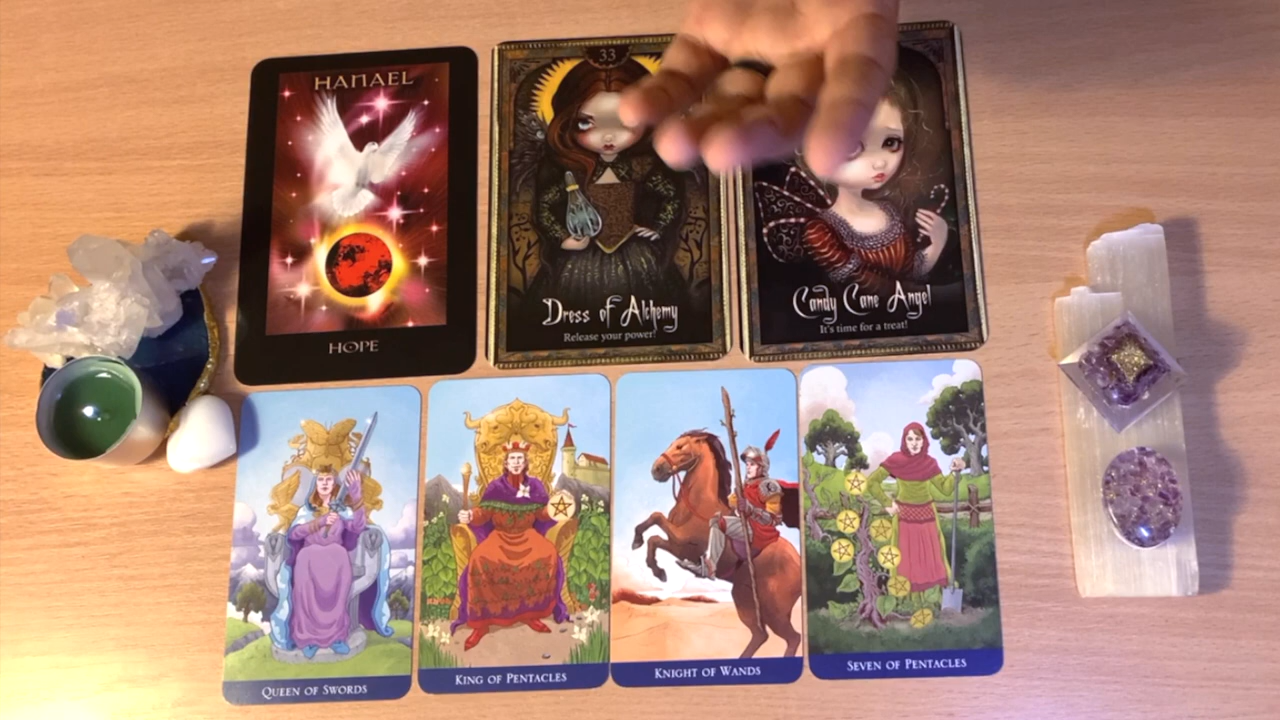 HANAEL
HOPE
33
Dress of Alchemy
Release your power!
Candy Cane Angel
It's time for a treat!
QUEEN OF SWORDS
KING OF PENTACLES
KNIGHT OF WANDS
SEVEN OF PENTACLES